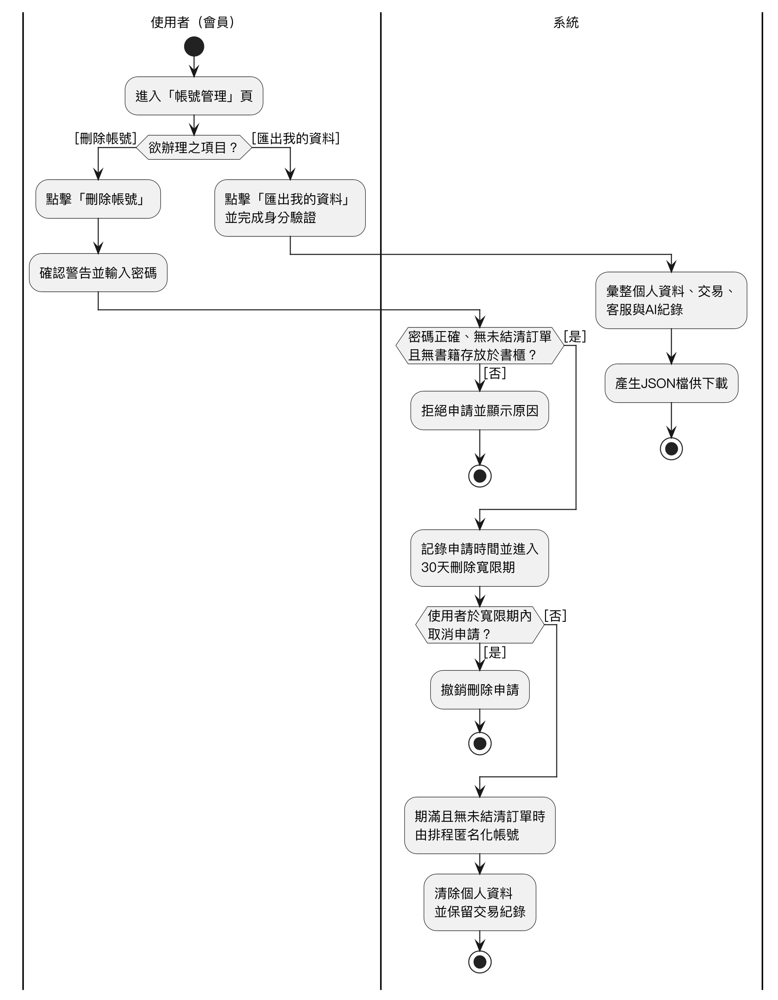 使用者（會員）
系統
進入「帳號管理」頁
[刪除帳號]
欲辦理之項目？
[匯出我的資料]
點擊「刪除帳號」
點擊「匯出我的資料」
並完成身分驗證
確認警告並輸入密碼
彙整個人資料、交易、
客服與AI紀錄
產生JSON檔供下載
密碼正確、無未結清訂單
且無書籍存放於書櫃？
[是]
[否]
拒絕申請並顯示原因
記錄申請時間並進入
30天刪除寬限期
使用者於寬限期內
取消申請？
[否]
[是]
撤銷刪除申請
期滿且無未結清訂單時
由排程匿名化帳號
清除個人資料
並保留交易紀錄